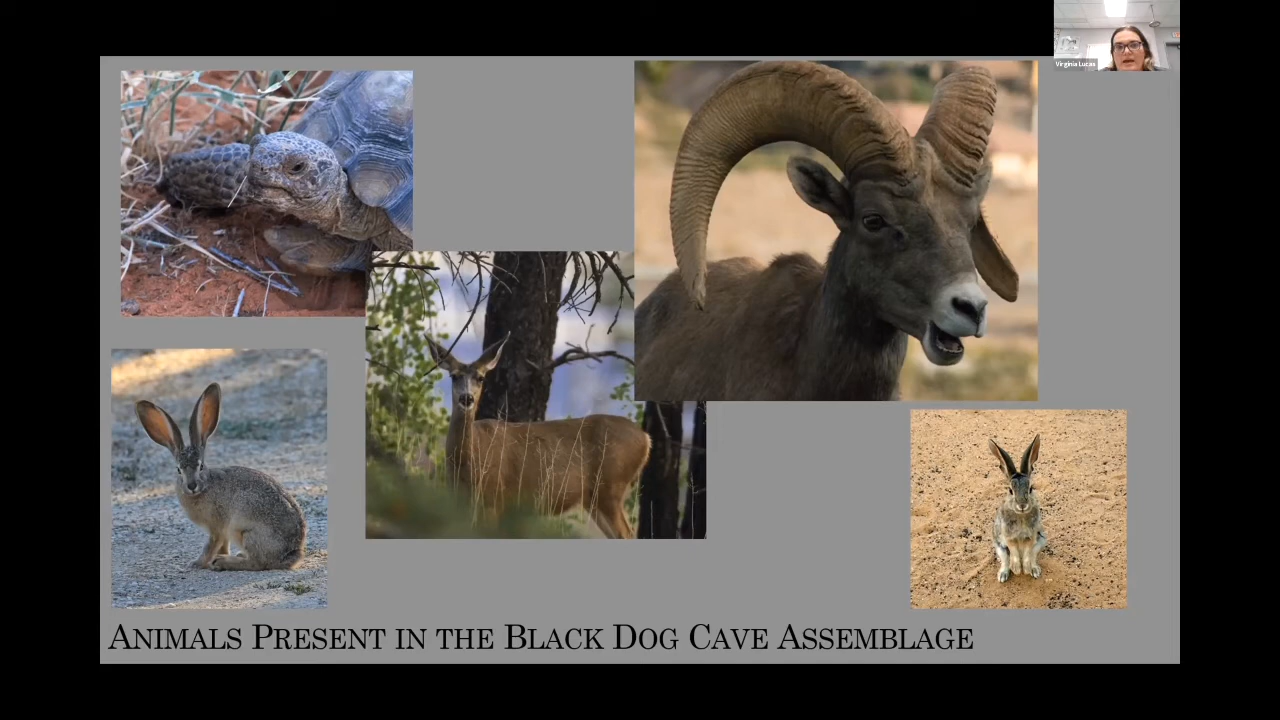 Virginia Lucas
ANIMALS PRESENT IN THE BLACK DOG CAVE ASSEMBLAGE